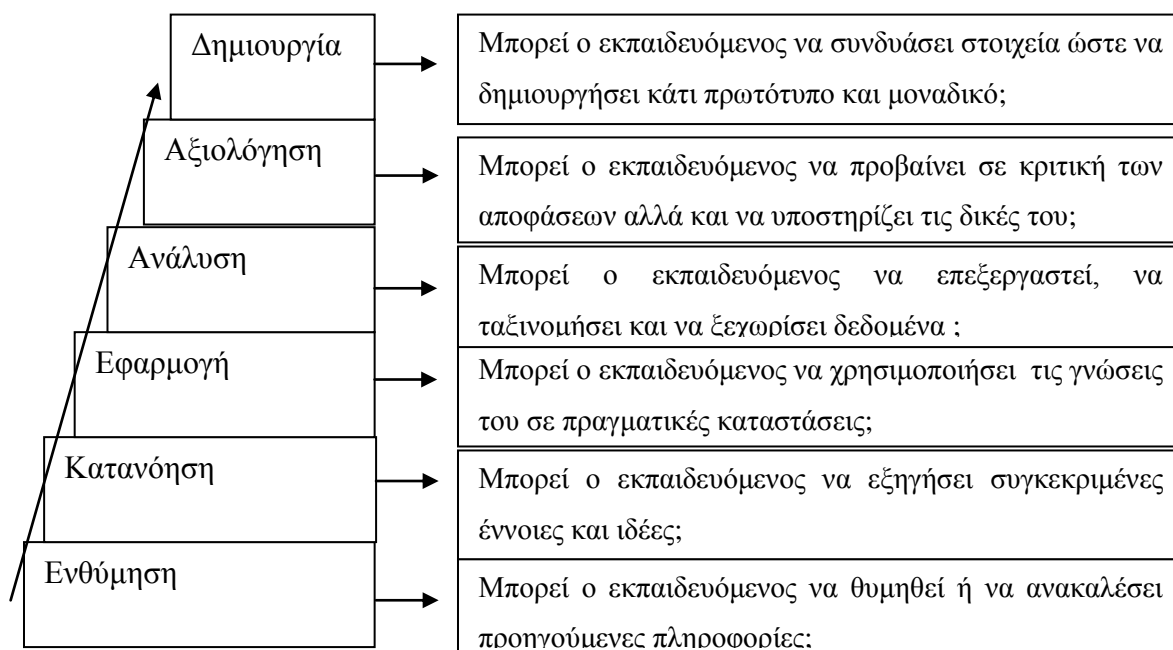 Δημιουργία
Μπορεί ο εκπαιδευόμενος να συνδυάσει στοιχεία ώστε να
δημιουργήσει κάτι πρωτότυπο και μοναδικό;
Αξιολόγηση
Μπορεί ο εκπαιδευόμενος να προβαίνει σε κριτική των
αποφάσεων αλλά και να υποστηρίζει τις δικές του;
Ανάλυση
Μπορεί ο εκπαιδευόμενος να επεξεργαστεί, να
ταξινομήσει και να ξεχωρίσει δεδομένα ;
Εφαρμογή
Μπορεί ο εκπαιδευόμενος να χρησιμοποιήσει τις γνώσεις
του σε πραγματικές καταστάσεις;
Κατανόηση
Μπορεί ο εκπαιδευόμενος να εξηγήσει συγκεκριμένες
έννοιες και ιδέες;
Ενθύμηση
Μπορεί ο εκπαιδευόμενος να θυμηθεί ή να ανακαλέσει
προηγούμενες πληροφορίες;